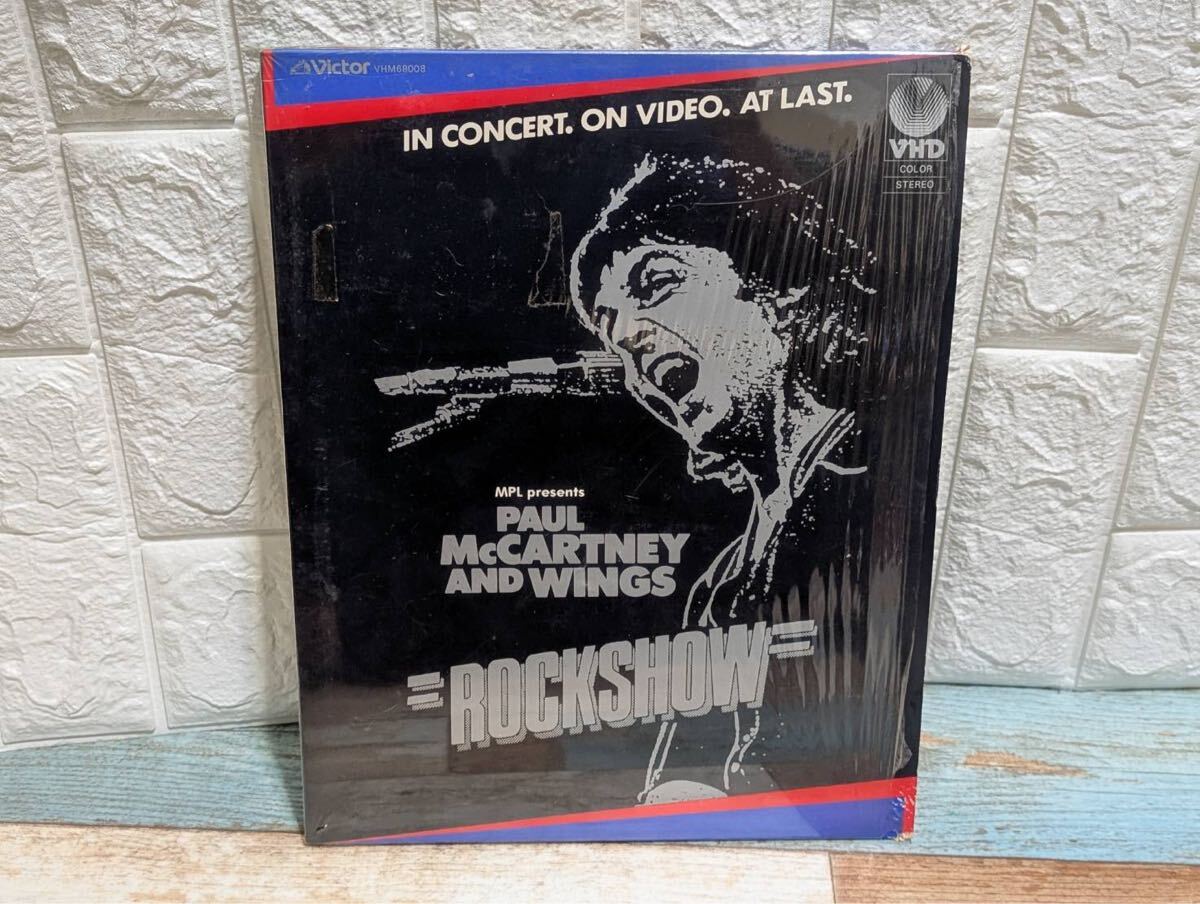 Victor VHM68008
IN CONCERT. ON VIDEO. AT LAST.
VHD
COLOR
STEREO
MPL presents
PAUL
McCARTNEY
AND WINGS
ROCKSHOW